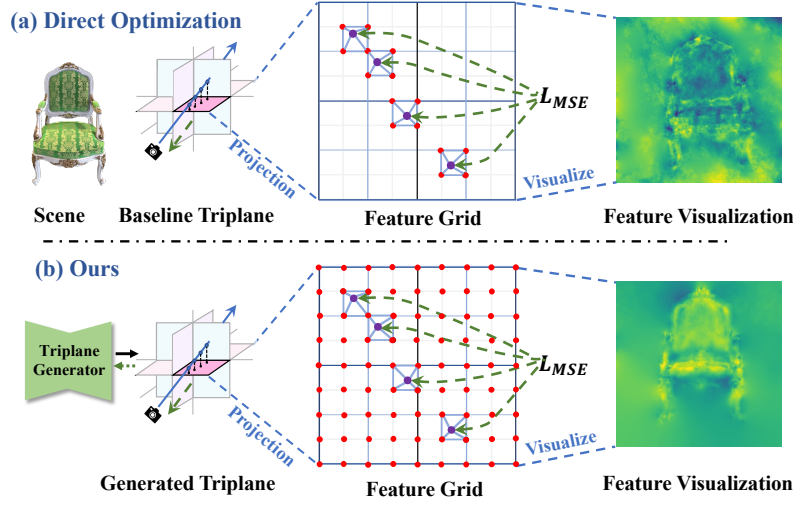 (a) Direct Optimization
L_MSE
Projection
Visualize
Scene
Baseline Triplane
Feature Grid
Feature Visualization
(b) Ours
Triplane
Generator
L_MSE
Projection
Visualize
Generated Triplane
Feature Grid
Feature Visualization